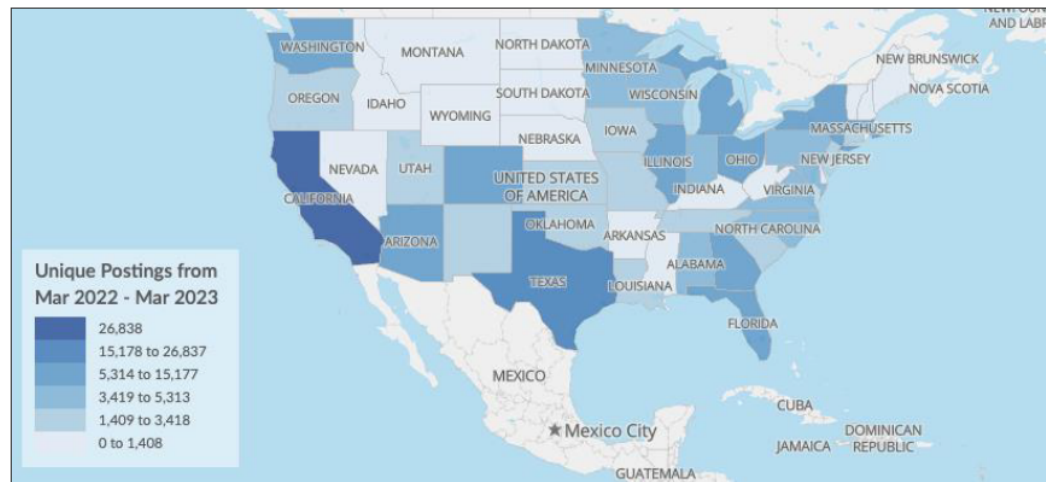 NEWFOUN
AND LABR
WASHINGTON
MONTANA
NORTH DAKOTA
MINNESOTA
NEW BRUNSWICK
NOVA SCOTIA
OREGON
IDAHO
SOUTH DAKOTA
WISCONSIN
WYOMING
IOWA
MASSACHUSETTS
NEBRASKA
NEVADA
UTAH
ILLINOIS
OHIO
NEW JERSEY
UNITED STATES
OF AMERICA
INDIANA
VIRGINIA
CALIFORNIA
OKLAHOMA
ARKANSAS
NORTH CAROLINA
ARIZONA
ALABAMA
TEXAS
LOUISIANA
FLORIDA
MEXICO
CUBA
Mexico City
DOMINICAN
REPUBLIC
JAMAICA
GUATEMALA
Unique Postings from
Mar 2022 - Mar 2023
26,838
15,178 to 26,837
5,314 to 15,177
3,419 to 5,313
1,409 to 3,418
0 to 1,408